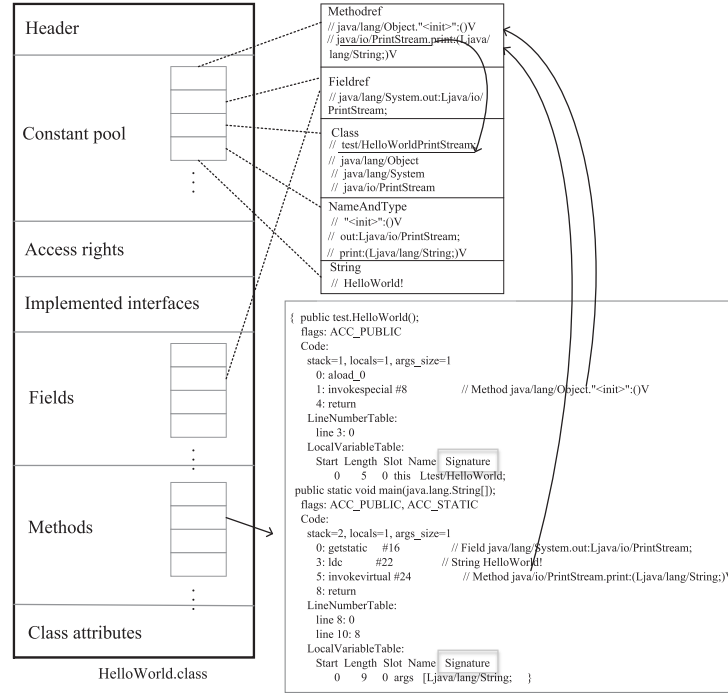 Header
Constant pool
Access rights
Implemented interfaces
Fields
Methods
Class attributes
HelloWorld.class
Methodref
// java/lang/Object."<init>":()V
// java/io/PrintStream.print:(Ljava/
lang/String;)V
Fieldref
// java/lang/System.out:Ljava/io/
PrintStream;
Class
// test/HelloWorldPrintStream;
// java/lang/Object
// java/lang/System
// java/io/PrintStream
NameAndType
// "<init>":()V
// out:Ljava/io/PrintStream;
// print:(Ljava/lang/String;)V
String
// HelloWorld!
{ public test.HelloWorld();
flags: ACC_PUBLIC
Code:
stack=1, locals=1, args_size=1
0: aload_0
1: invokespecial #8 // Method java/lang/Object."<init>":()V
4: return
LineNumberTable:
line 3: 0
LocalVariableTable:
Start Length Slot Name Signature
0 5 0 this Ltest/HelloWorld;
public static void main(java.lang.String[]);
flags: ACC_PUBLIC, ACC_STATIC
Code:
stack=2, locals=1, args_size=1
0: getstatic #16 // Field java/lang/System.out:Ljava/io/PrintStream;
3: ldc #22 // String HelloWorld!
5: invokevirtual #24 // Method java/io/PrintStream.print:(Ljava/lang/String;)V
8: return
LineNumberTable:
line 8: 0
line 10: 8
LocalVariableTable:
Start Length Slot Name Signature
0 9 0 args [Ljava/lang/String; }